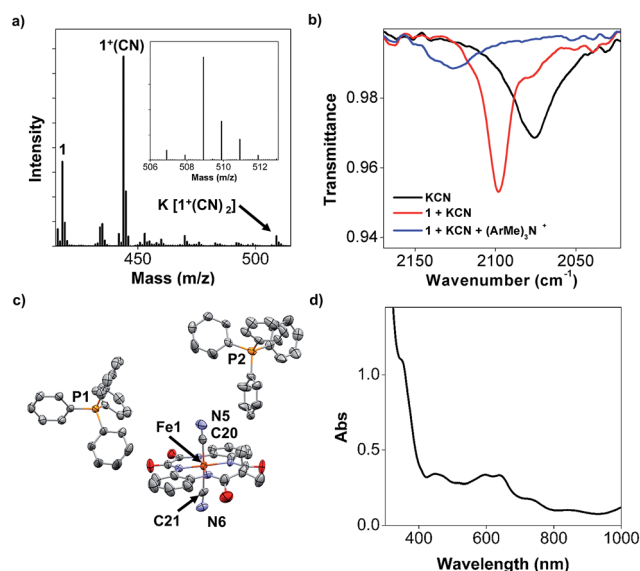 a)
1⁺(CN)
1
K [1⁺(CN)₂]
Intensity
450
500
Mass (m/z)
506
508
510
512
Mass (m/z)
b)
0.98
0.96
0.94
Transmittance
KCN
1 + KCN
1 + KCN + (ArMe)₃N⁺
2150
2100
2050
Wavenumber (cm⁻¹)
c)
P1
P2
Fe1
N5
C20
C21
N6
d)
1.0
0.5
0.0
Abs
400
600
800
1000
Wavelength (nm)